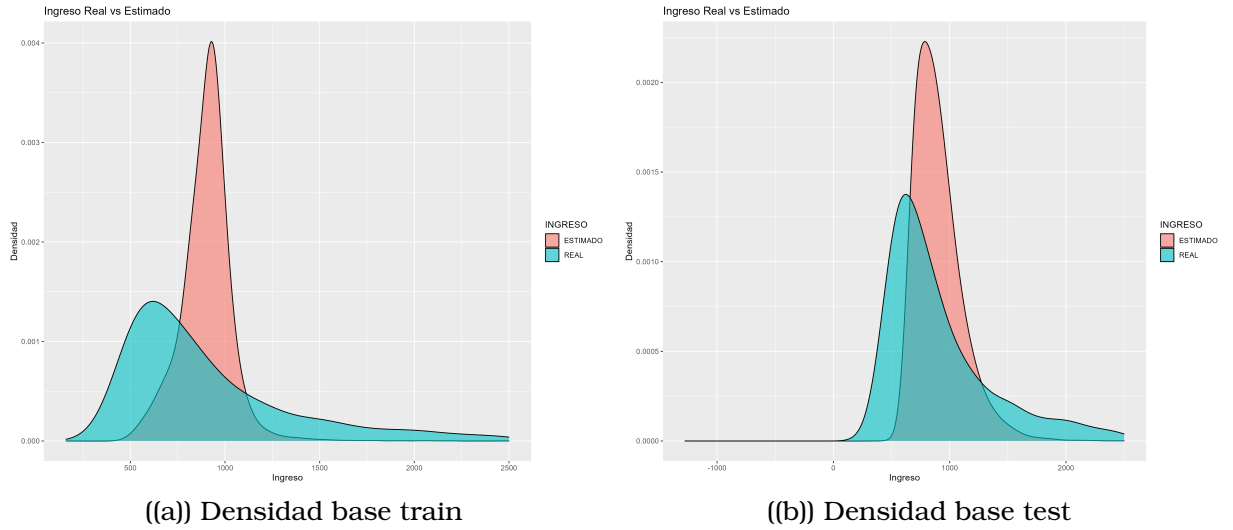 Ingreso Real vs Estimado
0.004
0.003
0.002
0.001
0.000
Densidad
500
1000
1500
2000
2500
Ingreso
INGRESO
ESTIMADO
REAL
((a)) Densidad base train
Ingreso Real vs Estimado
0.0020
0.0015
0.0010
0.0005
0.0000
Densidad
-1000
0
1000
2000
Ingreso
INGRESO
ESTIMADO
REAL
((b)) Densidad base test